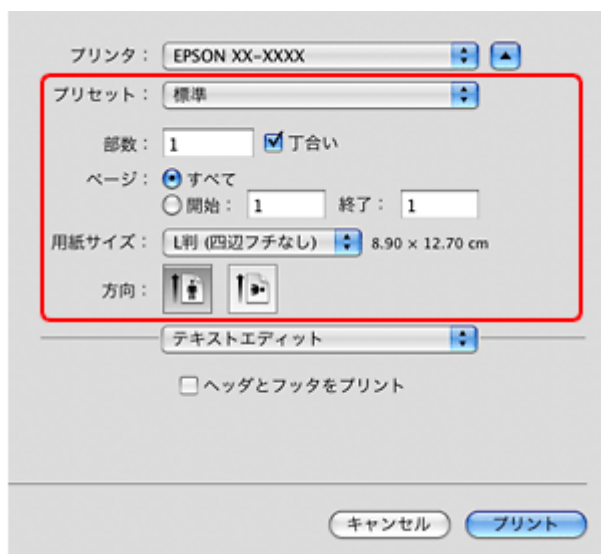 プリンタ： EPSON XX-XXXX
プリセット： 標準
部数： 1 丁合い
ページ： すべて
開始： 1 終了： 1
用紙サイズ： L判 (四辺フチなし) 8.90 × 12.70 cm
方向：
テキストエディット
ヘッダとフッタをプリント
キャンセル プリント